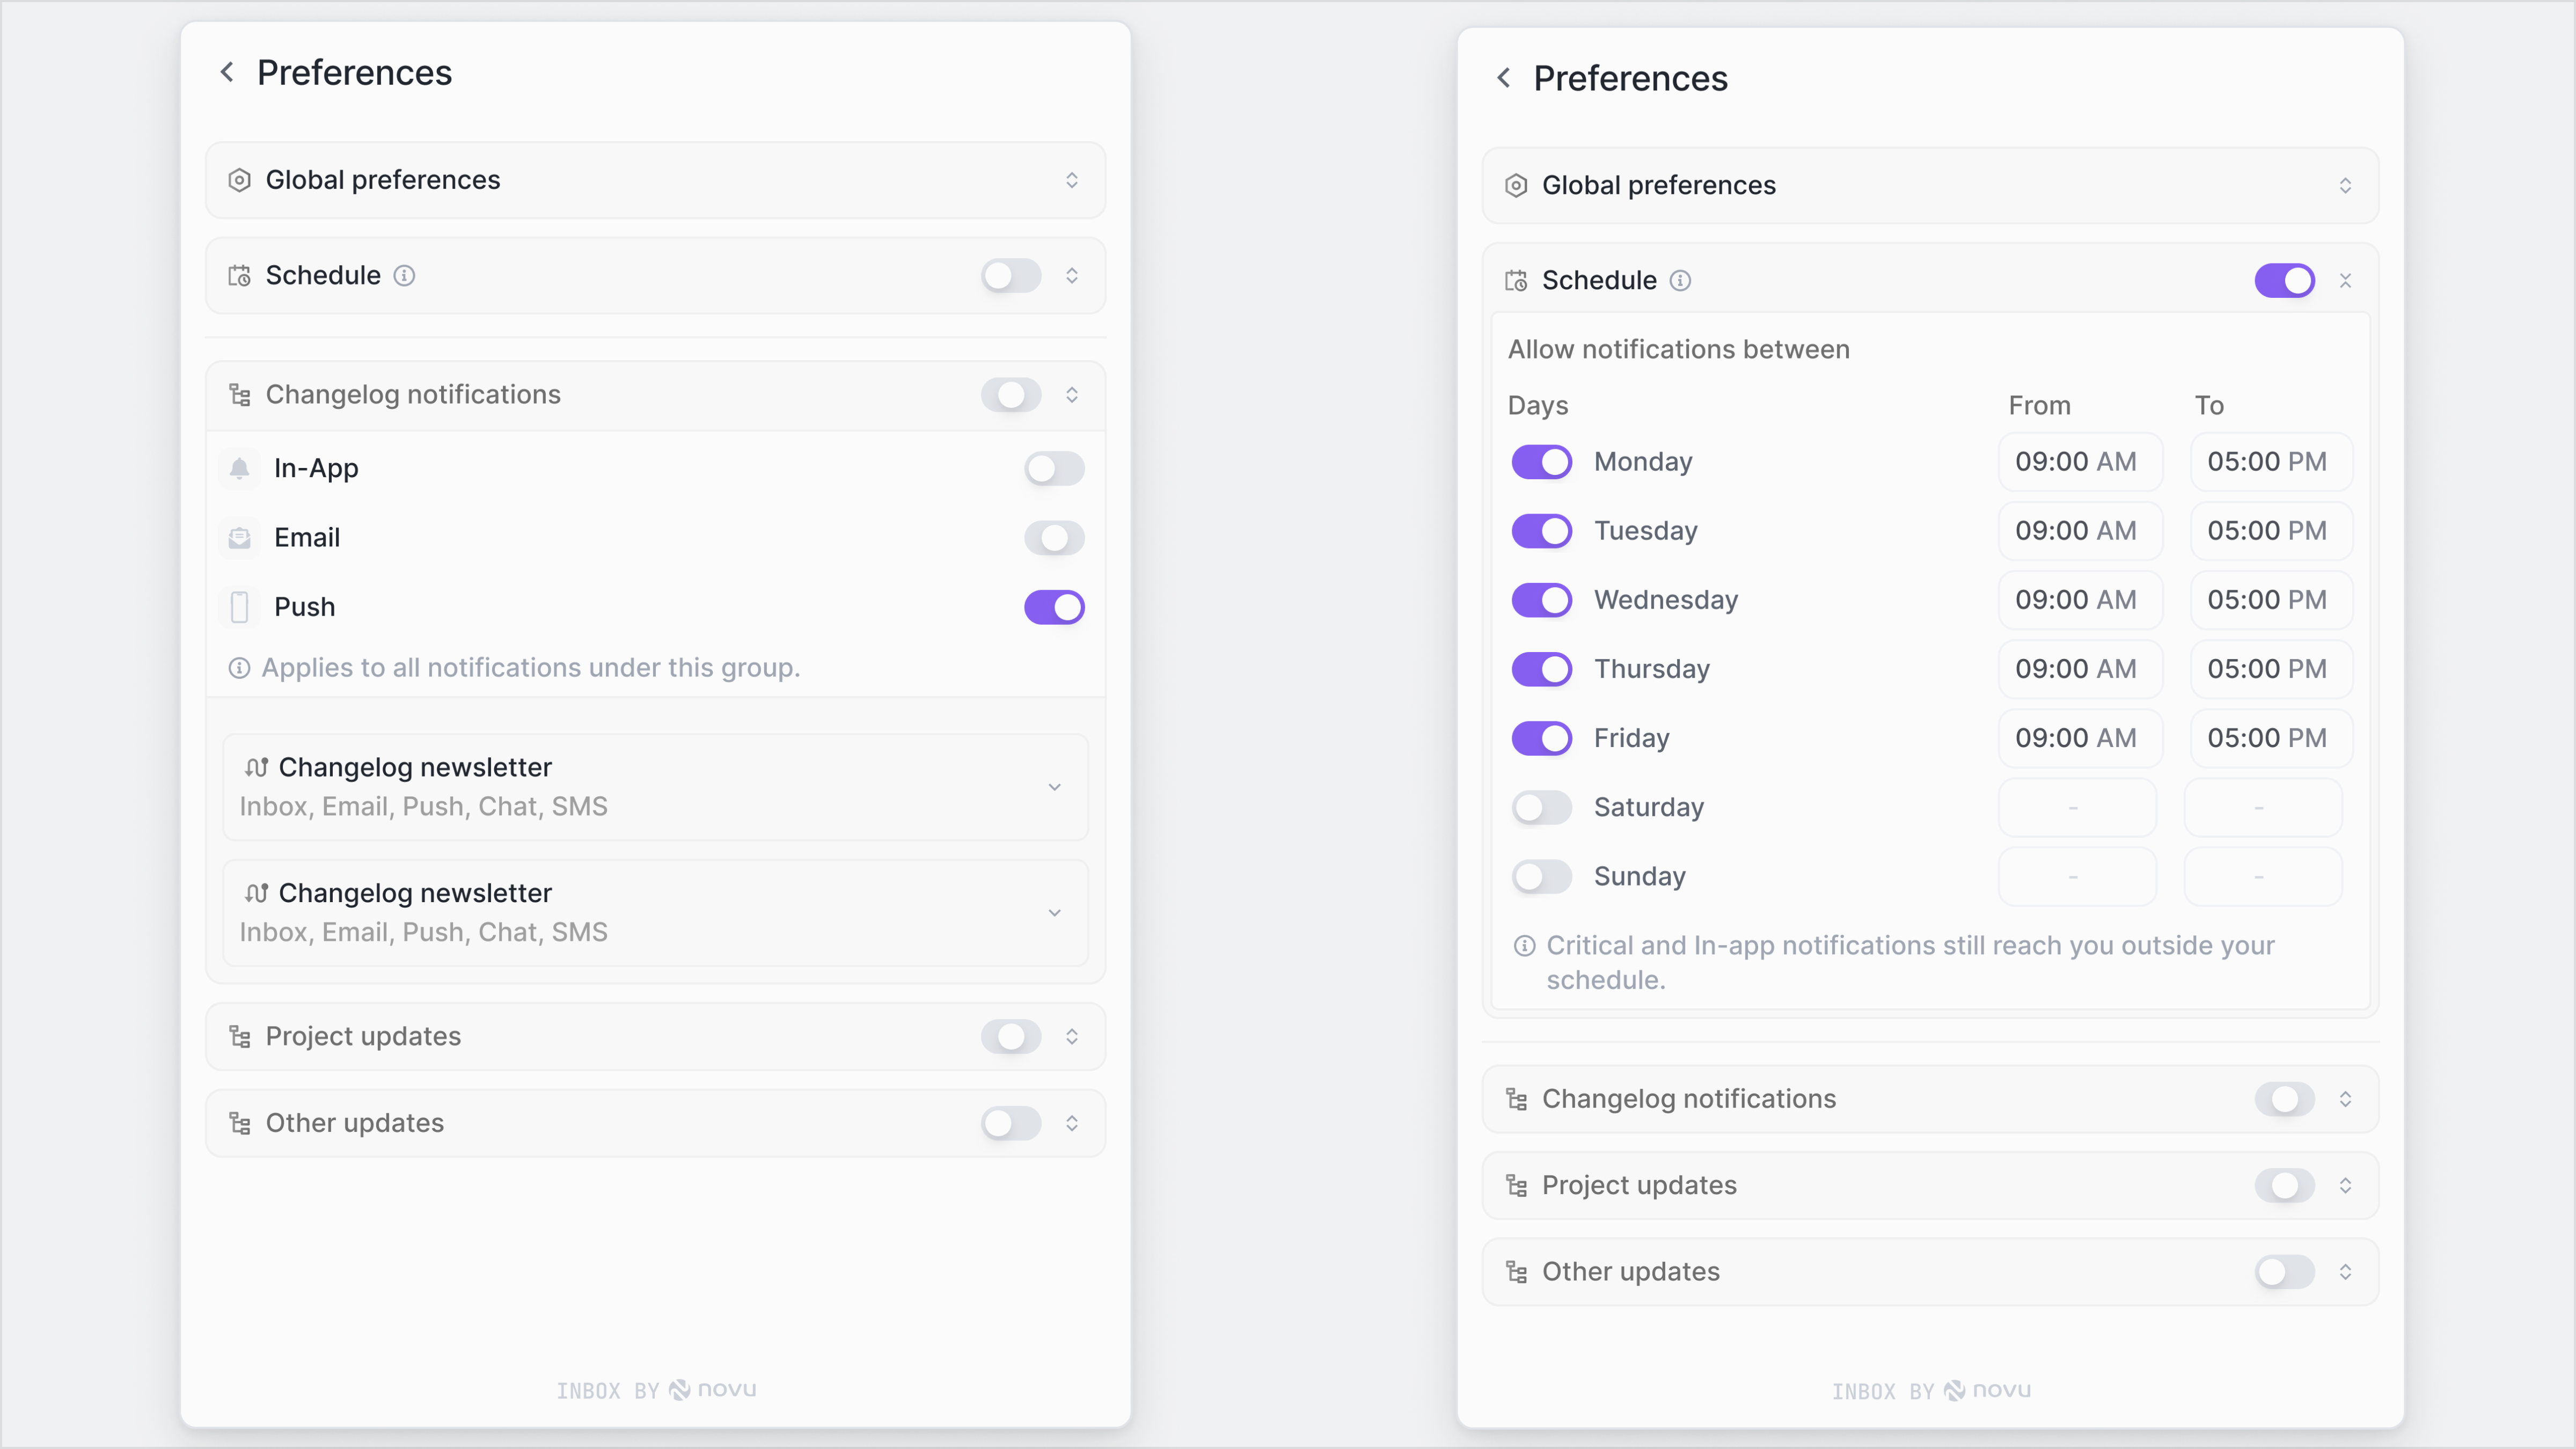 Preferences
Global preferences
Schedule
Changelog notifications
In-App
Email
Push
Applies to all notifications under this group.
Changelog newsletter
Inbox, Email, Push, Chat, SMS
Changelog newsletter
Inbox, Email, Push, Chat, SMS
Project updates
Other updates
INBOX BY novu
Preferences
Global preferences
Schedule
Allow notifications between
Days From To
Monday 09:00 AM 05:00 PM
Tuesday 09:00 AM 05:00 PM
Wednesday 09:00 AM 05:00 PM
Thursday 09:00 AM 05:00 PM
Friday 09:00 AM 05:00 PM
Saturday - -
Sunday - -
Critical and In-app notifications still reach you outside your
schedule.
Changelog notifications
Project updates
Other updates
INBOX BY novu